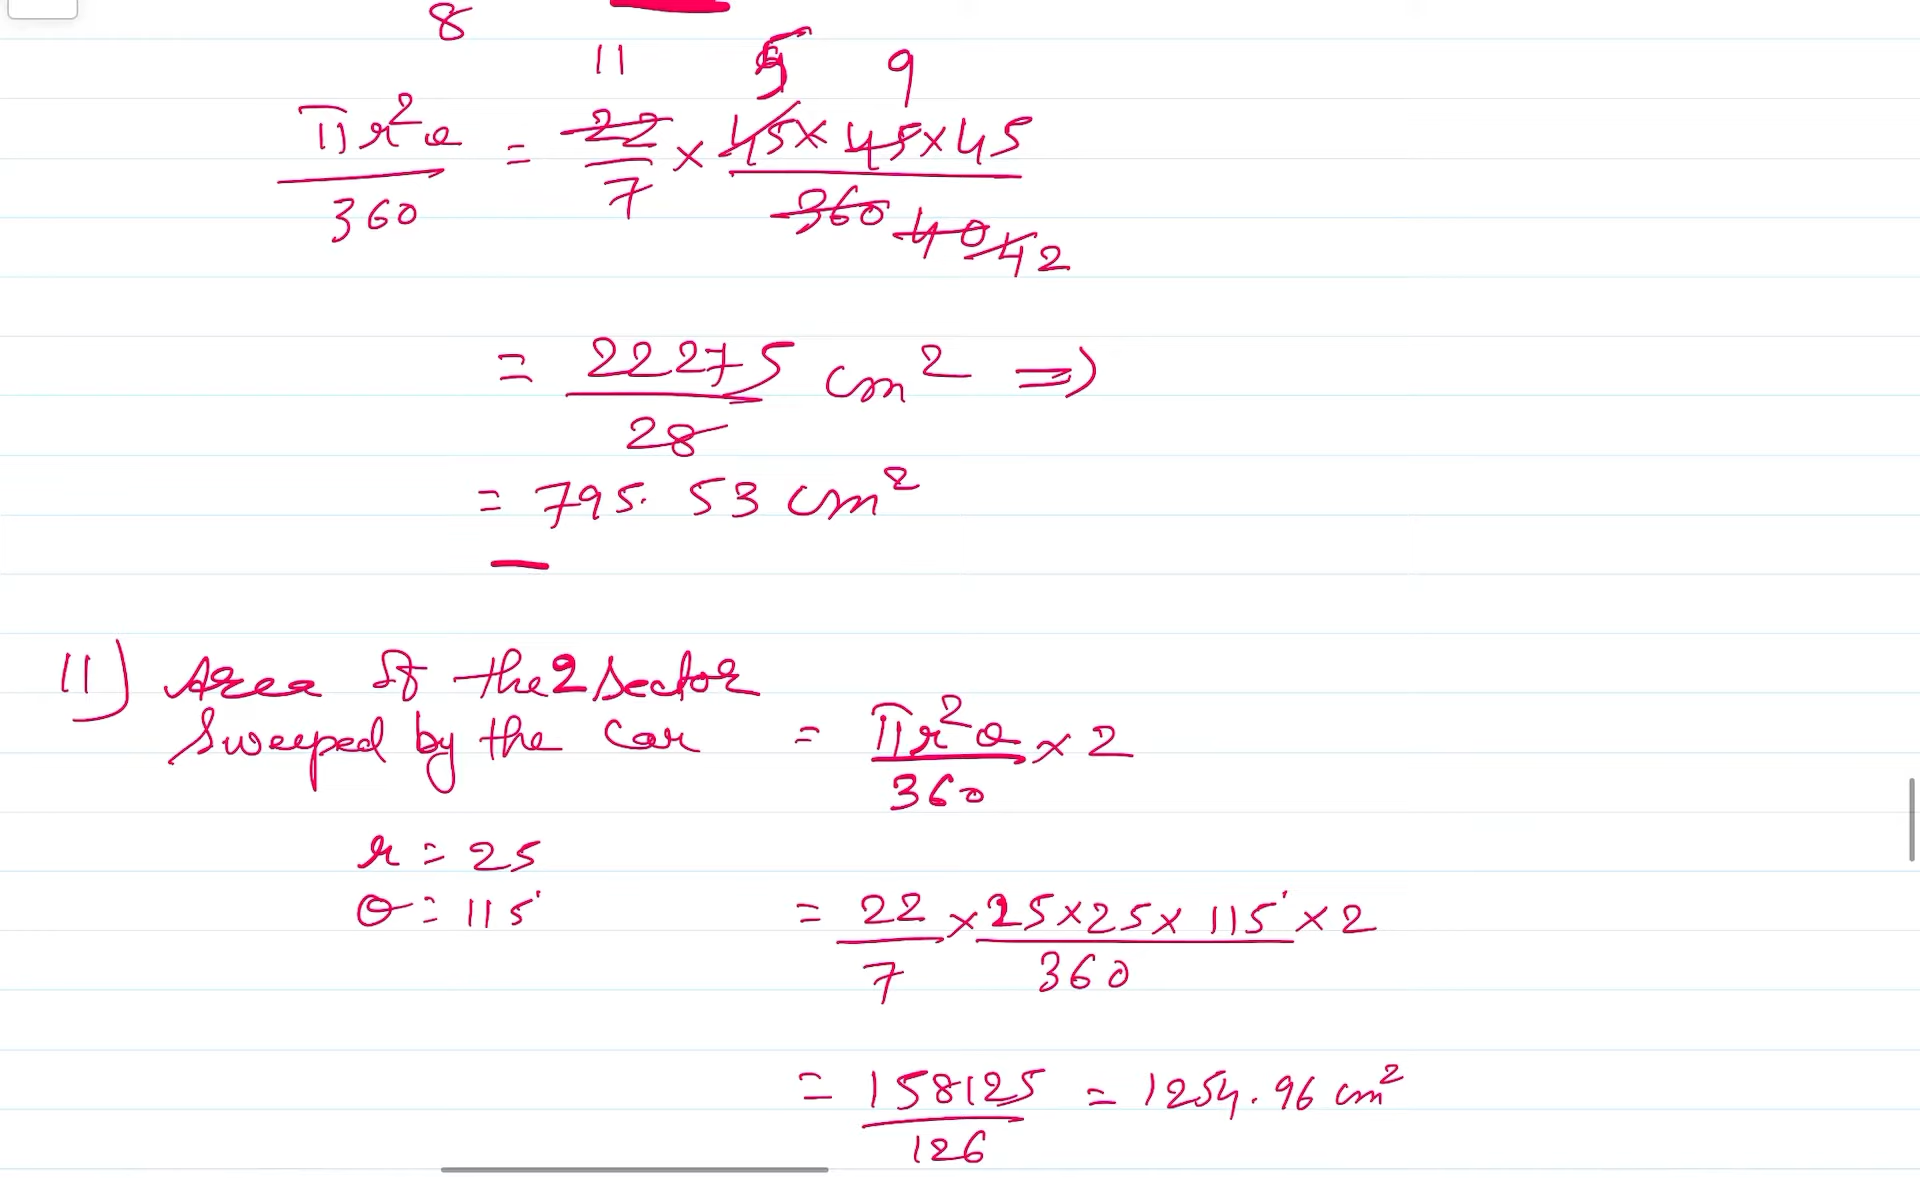 8
11 5 9
πr²θ/360 = 22/7 × 45×45×45/360 40 4 2
= 22275/28 cm² ⇒
= 795.53 cm²
11) Area of the 2 sector
Sweeped by the car = πr²θ/360 × 2
r = 25
θ = 115° = 22/7 × 25×25×115°×2/360
= 158125/126 = 1254.96 cm²